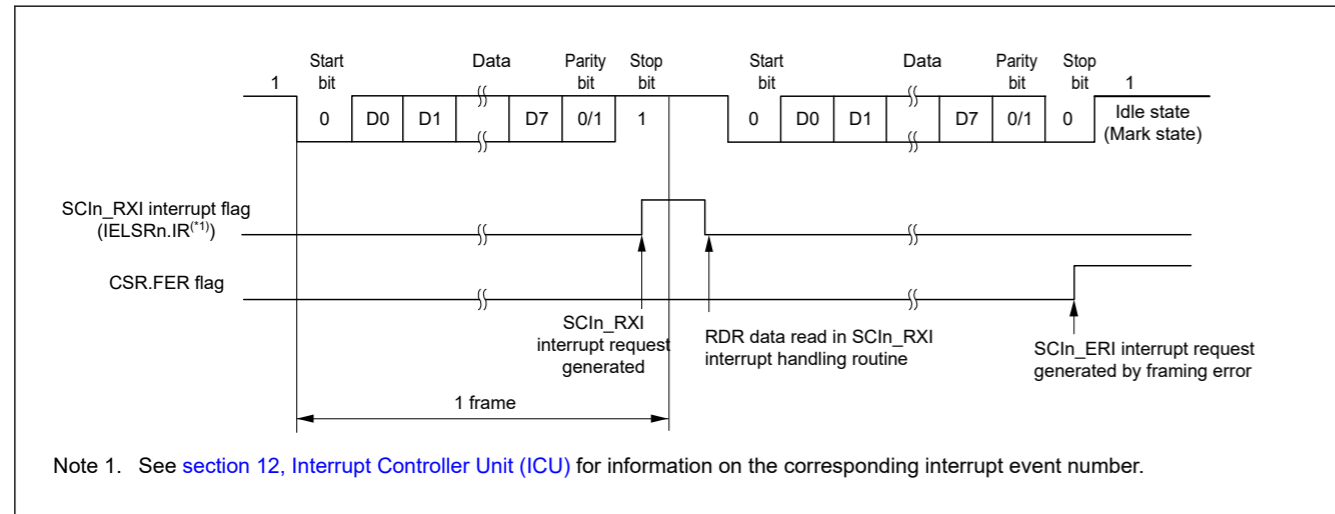 Start bit Data Parity bit Stop bit Start bit Data Parity bit Stop bit
1 1
0 D0 D1 D7 0/1 1 0 D0 D1 D7 0/1 0 Idle state (Mark state)
SCIn_RXI interrupt flag
(IELSRn.IR(*1))
CSR.FER flag
SCIn_RXI
interrupt request
generated
RDR data read in SCIn_RXI
interrupt handling routine
SCIn_ERI interrupt request
generated by framing error
1 frame
Note 1. See section 12, Interrupt Controller Unit (ICU) for information on the corresponding interrupt event number.